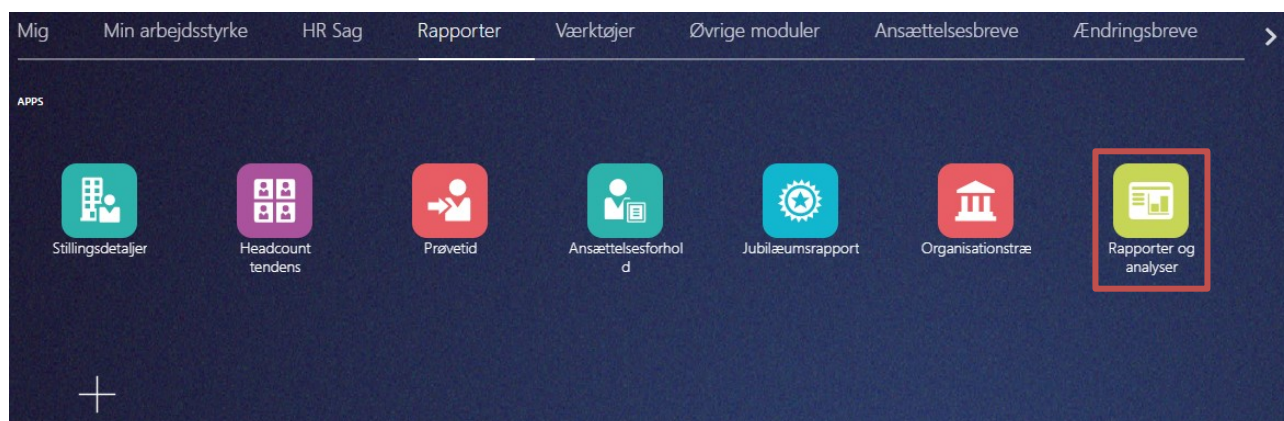 Mig Min arbejdsstyrke HR Sag Rapporter Værktøjer Øvrige moduler Ansættelsesbreve Ændringsbreve
APPS
Stillingsdetaljer
Headcount
tendens
Prøvetid
Ansættelsesforhol
d
Jubilæumsrapport
Organisationstræ
Rapporter og
analyser